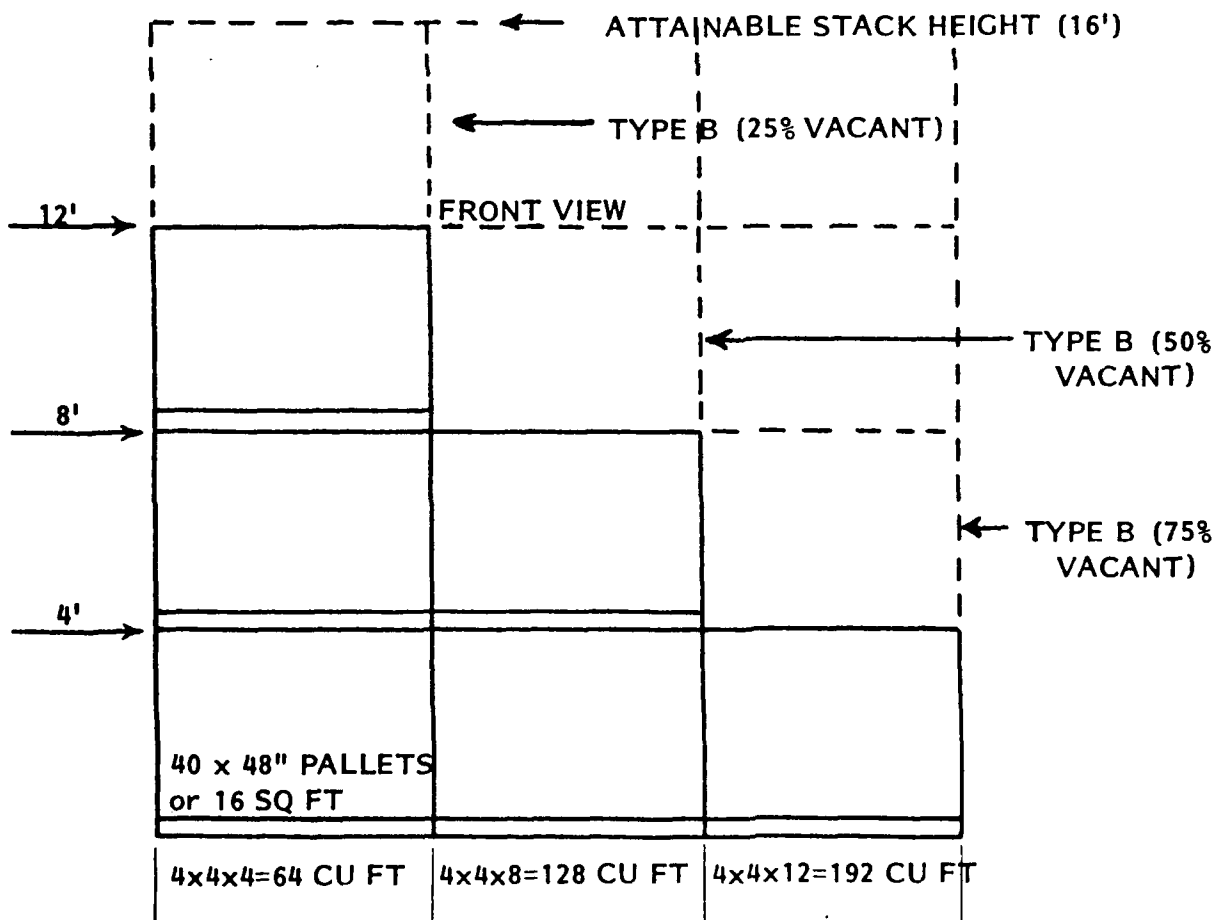 ATTAINABLE STACK HEIGHT (16')
TYPE B (25% VACANT)
12'
FRONT VIEW
TYPE B (50%
VACANT)
8'
TYPE B (75%
VACANT)
4'
40 x 48" PALLETS
or 16 SQ FT
4x4x4=64 CU FT
4x4x8=128 CU FT
4x4x12=192 CU FT